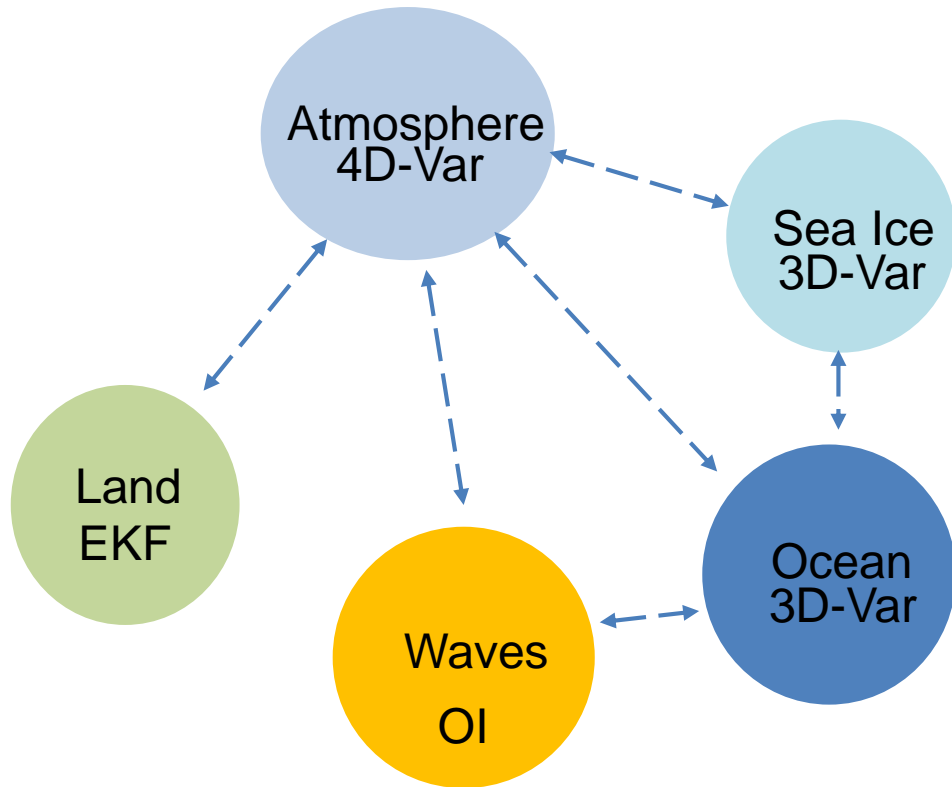 Atmosphere
4D-Var
Sea Ice
3D-Var
Land
EKF
Ocean
3D-Var
Waves
OI